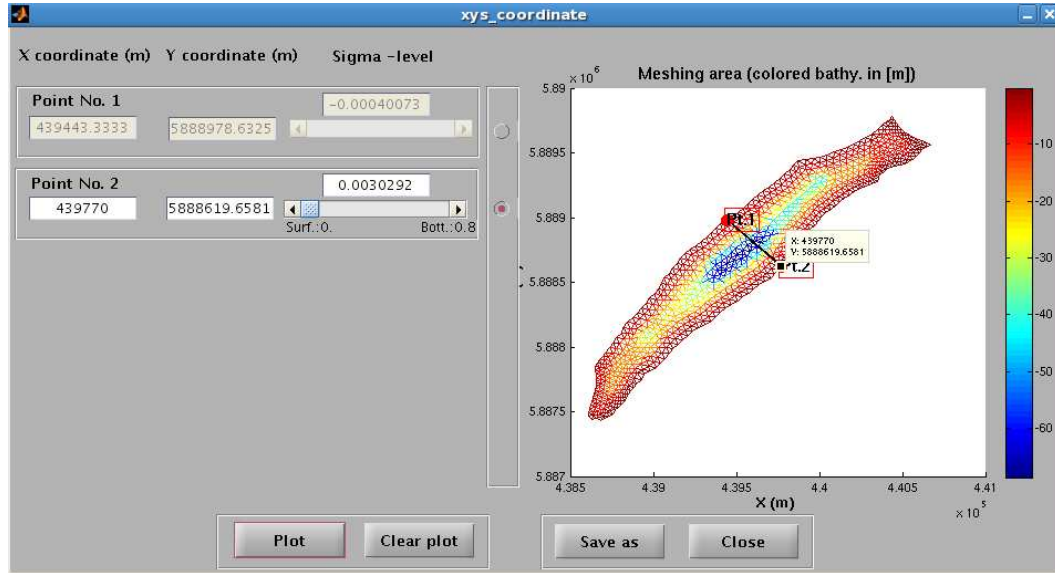 xys_coordinate
X coordinate (m) Y coordinate (m) Sigma -level
Point No. 1
-0.00040073
439443.3333 5888978.6325
Point No. 2
0.0030292
439770 5888619.6581
Surf.:0. Bott.:0.8
Meshing area (colored bathy. in [m])
x 10^6
5.89
5.8895
5.889
5.8885
5.888
5.8875
5.887
Pt.1
X: 439770
Y: 5888619.6581
Pt.2
4.385 4.39 4.395 4.4 4.405 4.41
X (m)
x 10^5
-10
-20
-30
-40
-50
-60
Plot Clear plot Save as Close